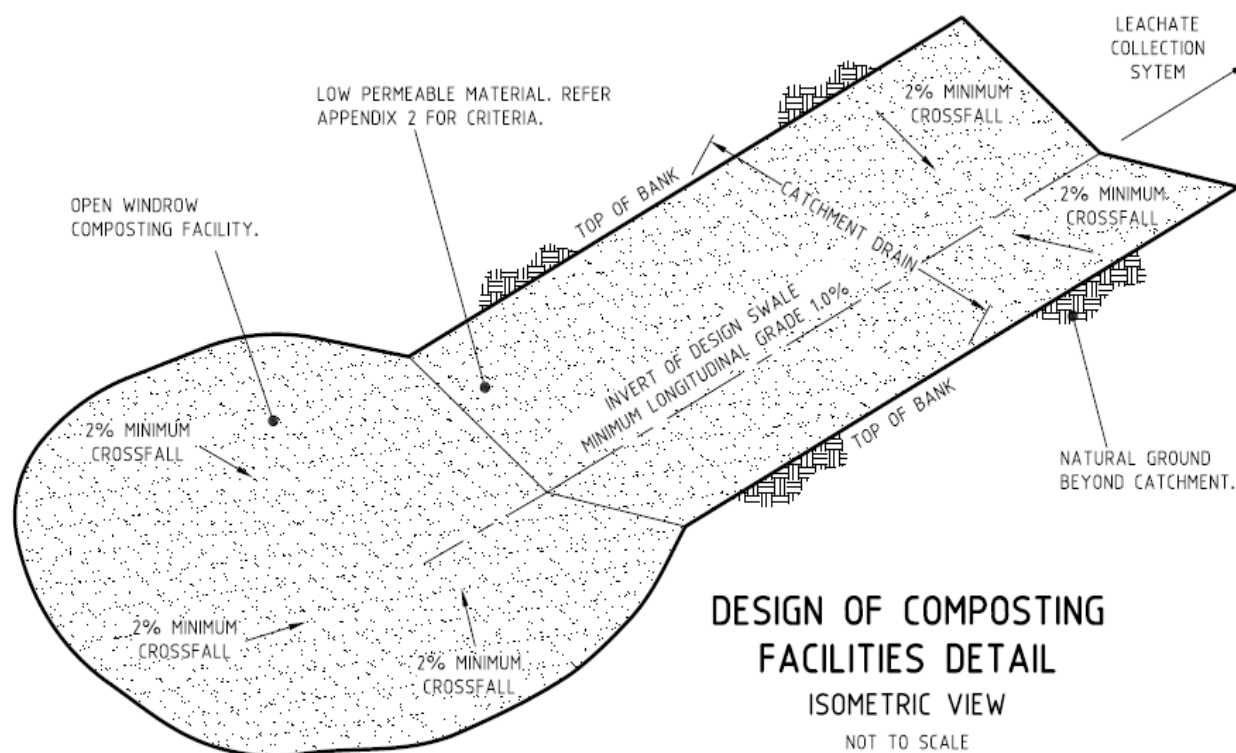 LEACHATE
COLLECTION
SYTEM
LOW PERMEABLE MATERIAL. REFER
APPENDIX 2 FOR CRITERIA.
2% MINIMUM
CROSSFALL
OPEN WINDROW
COMPOSTING FACILITY.
TOP OF BANK
CATCHMENT DRAIN
2% MINIMUM
CROSSFALL
INVERT OF DESIGN SWALE
MINIMUM LONGITUDINAL GRADE 1.0%
TOP OF BANK
2% MINIMUM
CROSSFALL
NATURAL GROUND
BEYOND CATCHMENT.
2% MINIMUM
CROSSFALL
2% MINIMUM
CROSSFALL
DESIGN OF COMPOSTING
FACILITIES DETAIL
ISOMETRIC VIEW
NOT TO SCALE